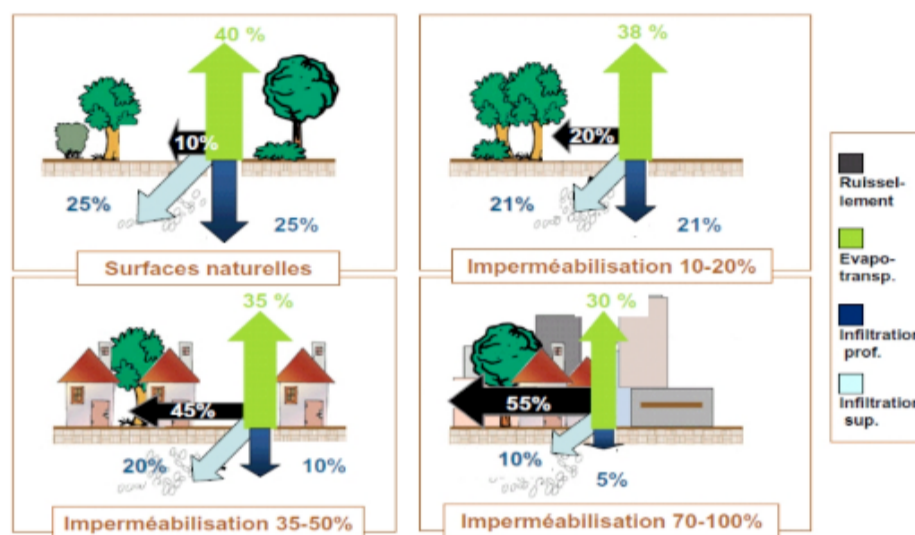 40 %
10%
25%
25%
Surfaces naturelles
38 %
20%
21%
21%
Imperméabilisation 10-20%
35 %
45%
20%
10%
Imperméabilisation 35-50%
30 %
55%
10%
5%
Imperméabilisation 70-100%
Ruissel-
lement
Evapo-
transp.
Infiltration
prof.
Infiltration
sup.